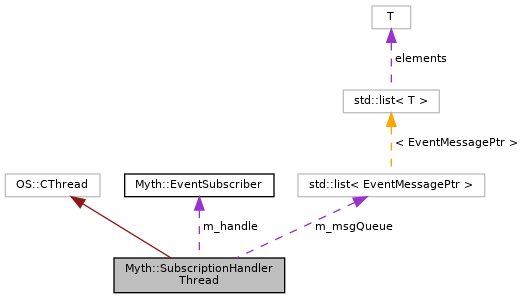 T
elements
std::list< T >
< EventMessagePtr >
OS::CThread
Myth::EventSubscriber
std::list< EventMessagePtr >
m_handle
m_msgQueue
Myth::SubscriptionHandler
Thread